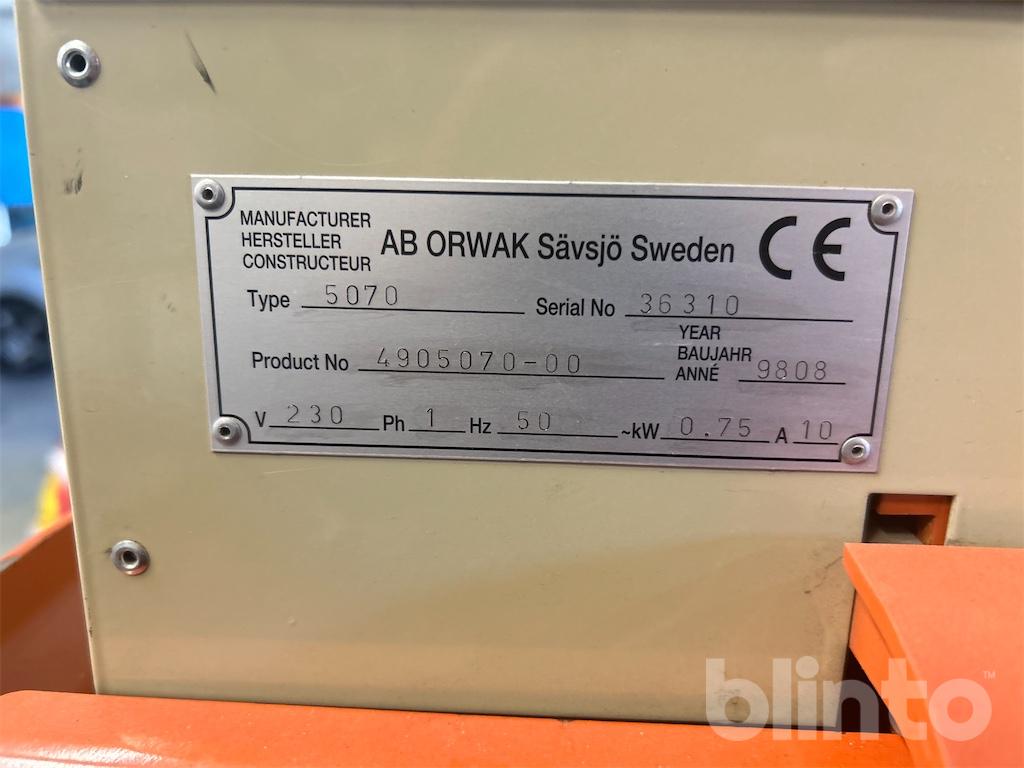 MANUFACTURER
HERSTELLER
CONSTRUCTEUR
AB ORWAK Sävsjö Sweden CE
Type 5070 Serial No 36310
Product No 4905070-00
YEAR
BAUJAHR
ANNÉ 9808
V 230 Ph 1 Hz 50 ~kW 0.75 A 10
blinto™